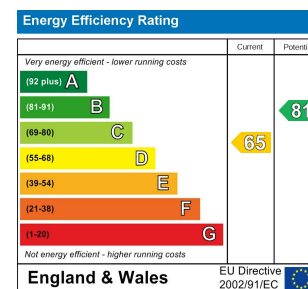 Energy Efficiency Rating
Current Potenti
Very energy efficient - lower running costs
(92 plus) A
(81-91) B
81
(69-80) C
65
(55-68) D
(39-54) E
(21-38) F
(1-20) G
Not energy efficient - higher running costs
England & Wales
EU Directive
2002/91/EC